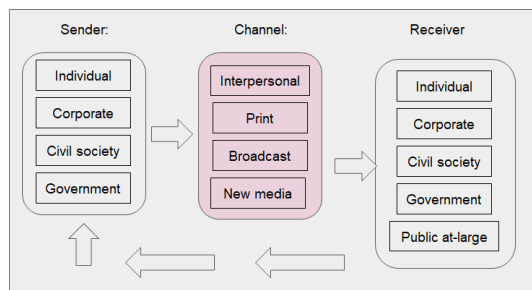 Sender:
Individual
Corporate
Civil society
Government
Channel:
Interpersonal
Print
Broadcast
New media
Receiver
Individual
Corporate
Civil society
Government
Public at-large